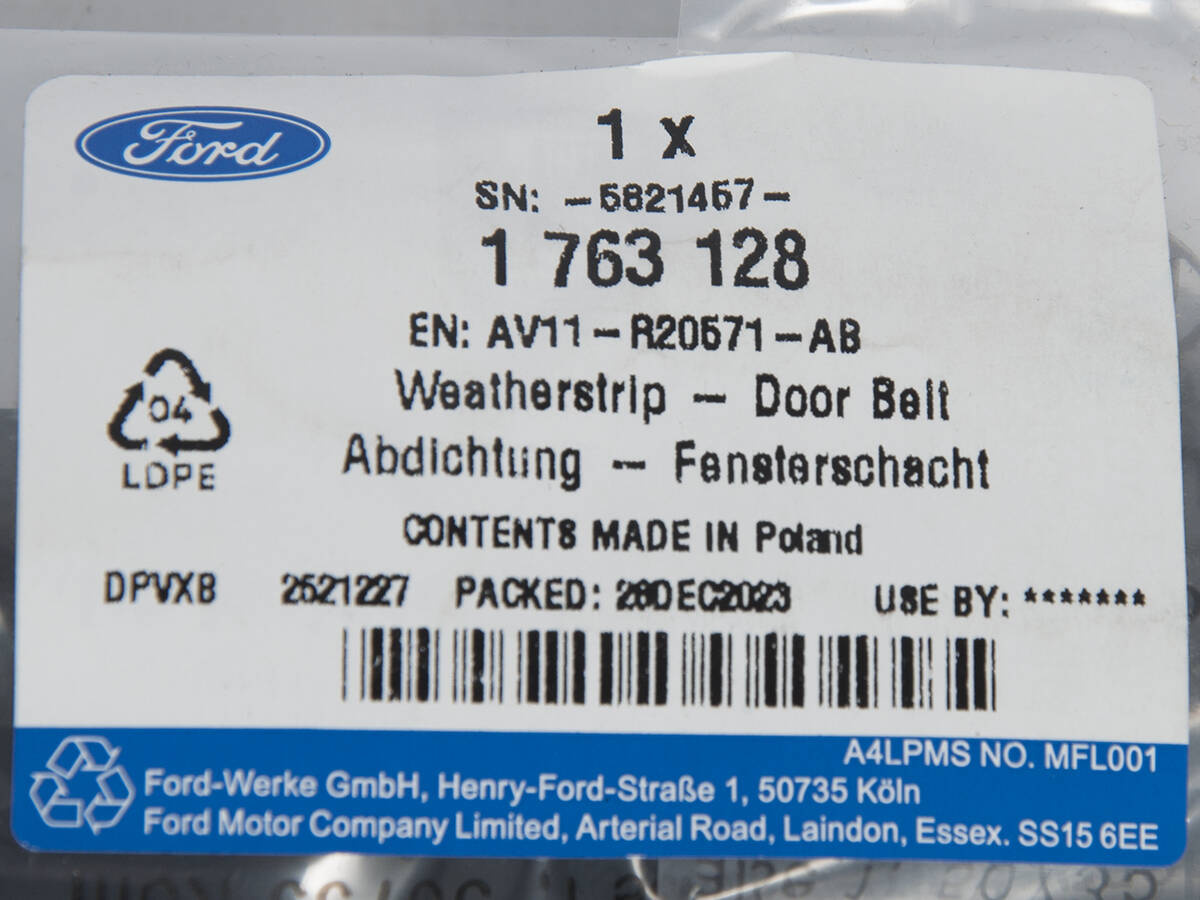 Ford
1 x
SN: -5821457-
1 763 128
EN: AV11-R20571-AB
Weatherstrip - Door Belt
Abdichtung - Fensterschacht
04
LDPE
CONTENTS MADE IN Poland
DPVXB 2521227 PACKED: 28DEC2023 USE BY: *******
A4LPMS NO. MFL001
Ford-Werke GmbH, Henry-Ford-Straße 1, 50735 Köln
Ford Motor Company Limited, Arterial Road, Laindon, Essex. SS15 6EE